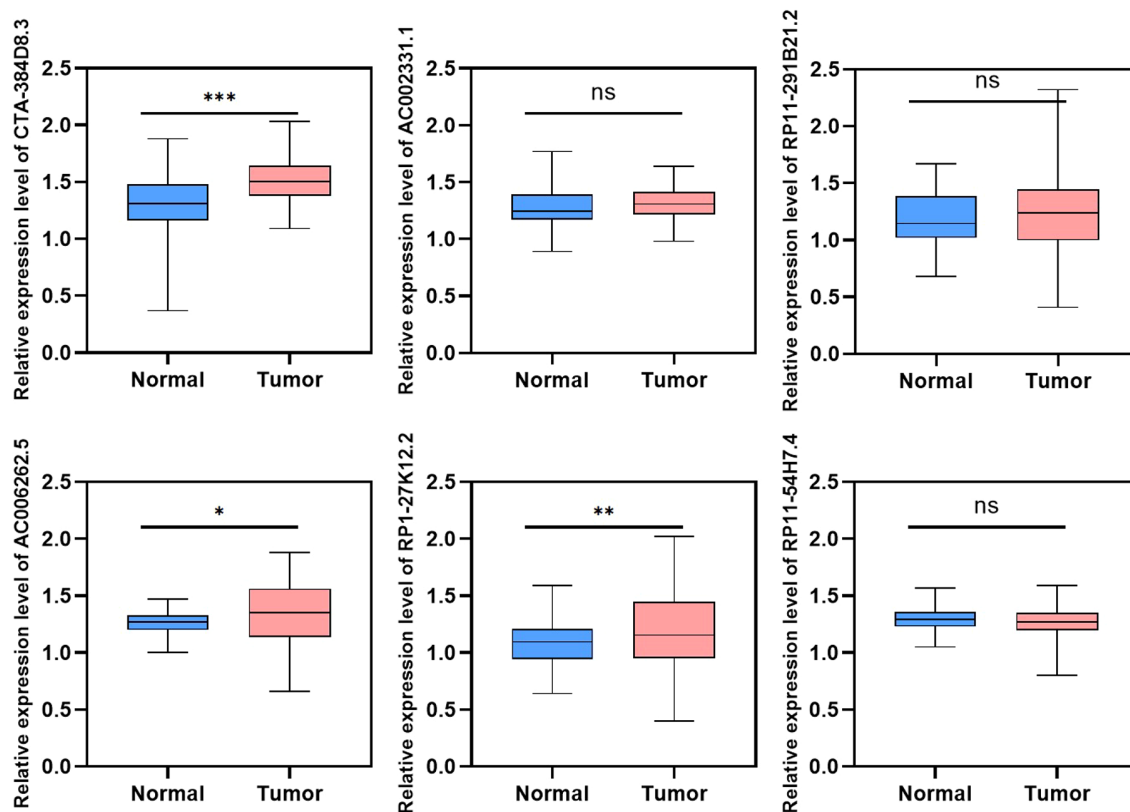 Relative expression level of CTA-384D8.3
2.5
2.0
1.5
1.0
0.5
0.0
***
Normal
Tumor
Relative expression level of AC002331.1
2.5
2.0
1.5
1.0
0.5
0.0
ns
Normal
Tumor
Relative expression level of RP11-291B21.2
2.5
2.0
1.5
1.0
0.5
0.0
ns
Normal
Tumor
Relative expression level of AC006262.5
2.5
2.0
1.5
1.0
0.5
0.0
*
Normal
Tumor
Relative expression level of RP1-27K12.2
2.5
2.0
1.5
1.0
0.5
0.0
**
Normal
Tumor
Relative expression level of RP11-54H7.4
2.5
2.0
1.5
1.0
0.5
0.0
ns
Normal
Tumor